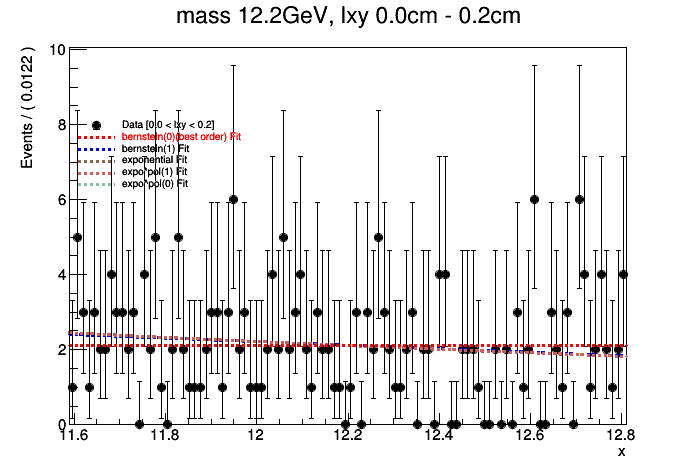 mass 12.2GeV, lxy 0.0cm - 0.2cm
Events / ( 0.0122 )
10
8
6
4
2
0
Data [0.0 < lxy < 0.2]
bernstein(0)(best order) Fit
bernstein(1) Fit
exponential Fit
expo*pol(1) Fit
expo*pol(0) Fit
11.6 11.8 12 12.2 12.4 12.6 12.8
x